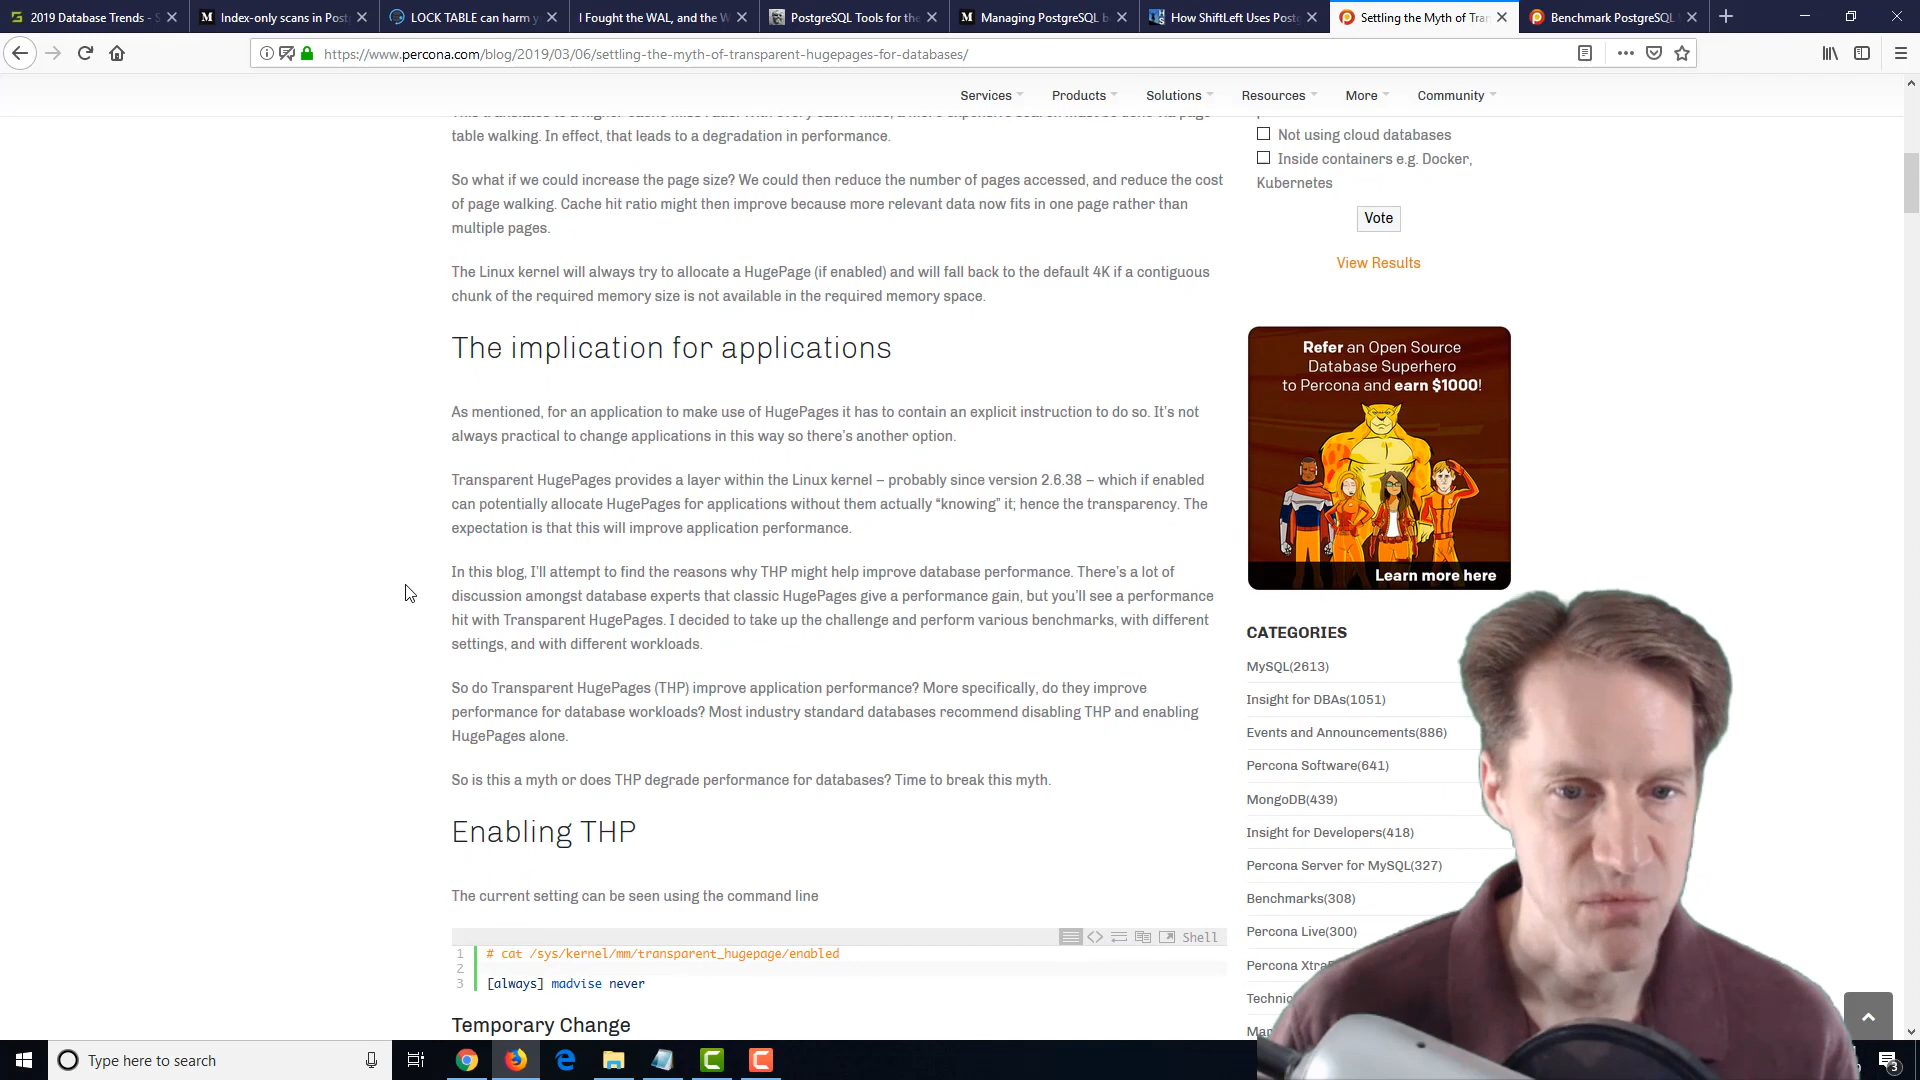 2019 Database Trends - S
Index-only scans in Post
LOCK TABLE can harm y
I Fought the WAL, and the W
PostgreSQL Tools for the
Managing PostgreSQL b
How ShiftLeft Uses Postg
Settling the Myth of Tran
Benchmark PostgreSQL
https://www.percona.com/blog/2019/03/06/settling-the-myth-of-transparent-hugepages-for-databases/
Services
Products
Solutions
Resources
More
Community
table walking. In effect, that leads to a degradation in performance.
So what if we could increase the page size? We could then reduce the number of pages accessed, and reduce the cost
of page walking. Cache hit ratio might then improve because more relevant data now fits in one page rather than
multiple pages.
The Linux kernel will always try to allocate a HugePage (if enabled) and will fall back to the default 4K if a contiguous
chunk of the required memory size is not available in the required memory space.
The implication for applications
As mentioned, for an application to make use of HugePages it has to contain an explicit instruction to do so. It's not
always practical to change applications in this way so there's another option.
Transparent HugePages provides a layer within the Linux kernel – probably since version 2.6.38 – which if enabled
can potentially allocate HugePages for applications without them actually “knowing” it; hence the transparency. The
expectation is that this will improve application performance.
In this blog, I'll attempt to find the reasons why THP might help improve database performance. There's a lot of
discussion amongst database experts that classic HugePages give a performance gain, but you'll see a performance
hit with Transparent HugePages. I decided to take up the challenge and perform various benchmarks, with different
settings, and with different workloads.
So do Transparent HugePages (THP) improve application performance? More specifically, do they improve
performance for database workloads? Most industry standard databases recommend disabling THP and enabling
HugePages alone.
So is this a myth or does THP degrade performance for databases? Time to break this myth.
Enabling THP
The current setting can be seen using the command line
Shell
1 # cat /sys/kernel/mm/transparent_hugepage/enabled
2
3 [always] madvise never
Temporary Change
Not using cloud databases
Inside containers e.g. Docker,
Kubernetes
Vote
View Results
Refer an Open Source
Database Superhero
to Percona and earn $1000!
Learn more here
CATEGORIES
MySQL(2613)
Insight for DBAs(1051)
Events and Announcements(886)
Percona Software(641)
MongoDB(439)
Insight for Developers(418)
Percona Server for MySQL(327)
Benchmarks(308)
Percona Live(300)
Percona Xtra
Techni
Mar
Type here to search
3